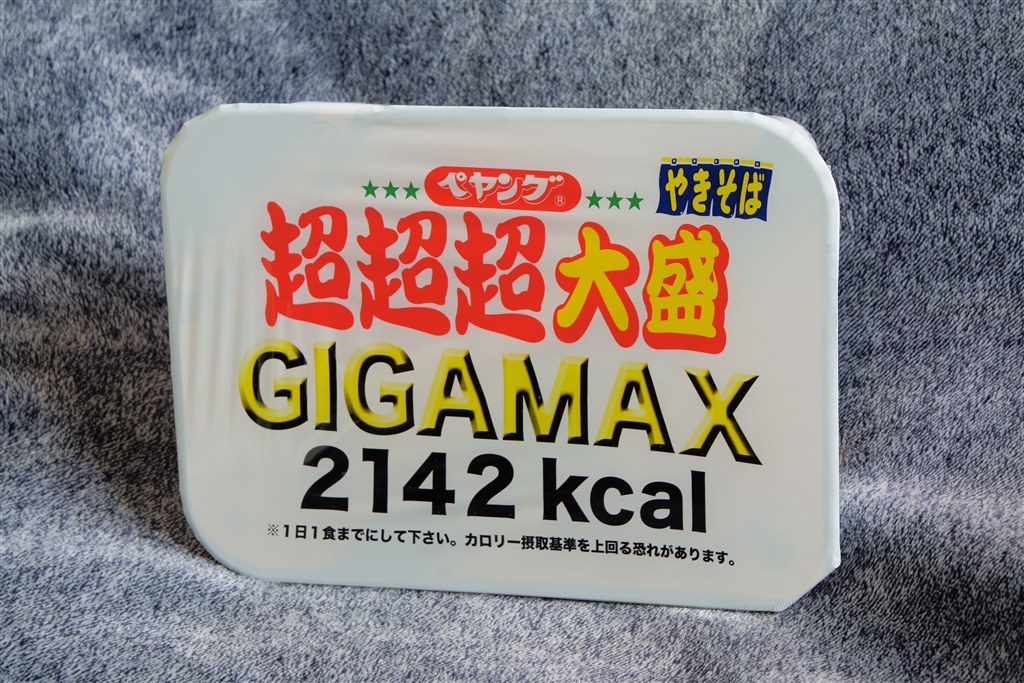 ★★★ ペヤング® ★★★
やきそば
超超超大盛
GIGAMAX
2142 kcal
※1日1食までにして下さい。カロリー摂取基準を上回る恐れがあります。